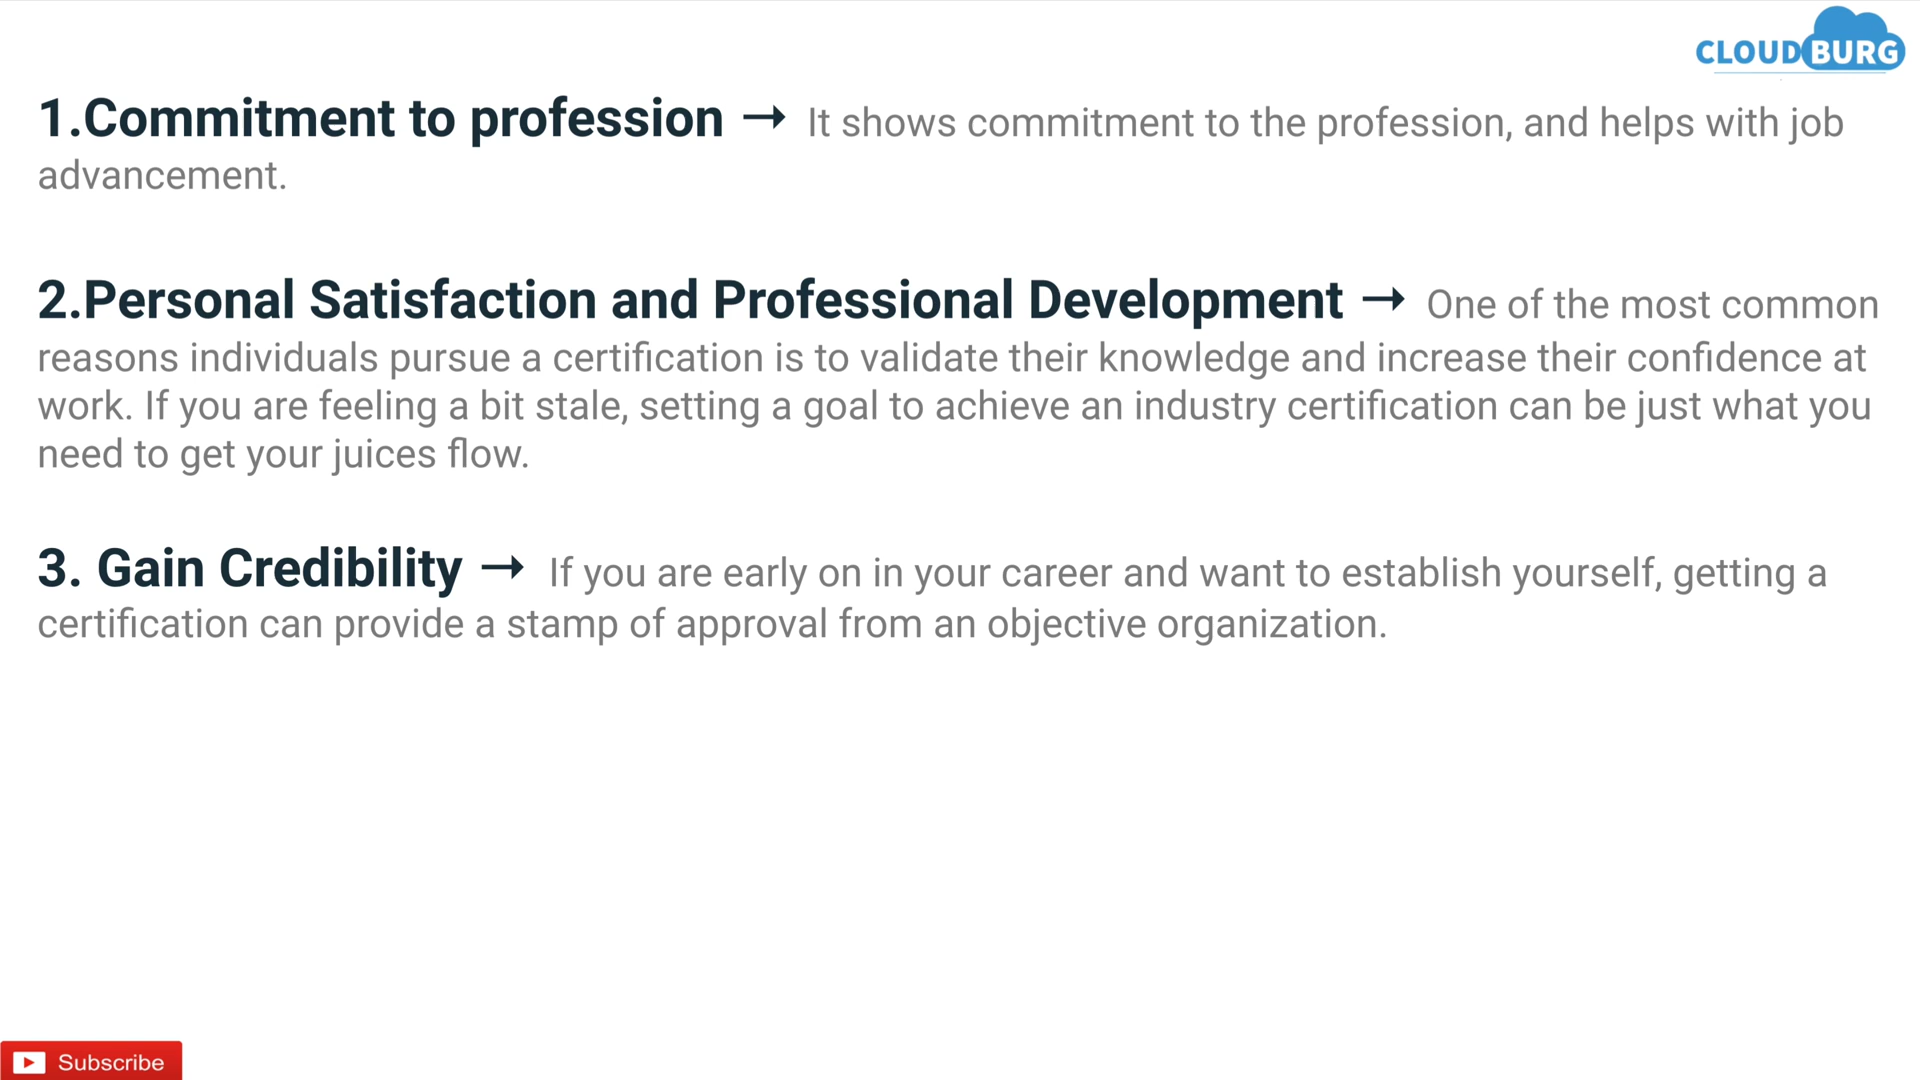 CLOUDBURG
1.Commitment to profession → It shows commitment to the profession, and helps with job
advancement.
2.Personal Satisfaction and Professional Development → One of the most common
reasons individuals pursue a certification is to validate their knowledge and increase their confidence at
work. If you are feeling a bit stale, setting a goal to achieve an industry certification can be just what you
need to get your juices flow.
3. Gain Credibility → If you are early on in your career and want to establish yourself, getting a
certification can provide a stamp of approval from an objective organization.
Subscribe